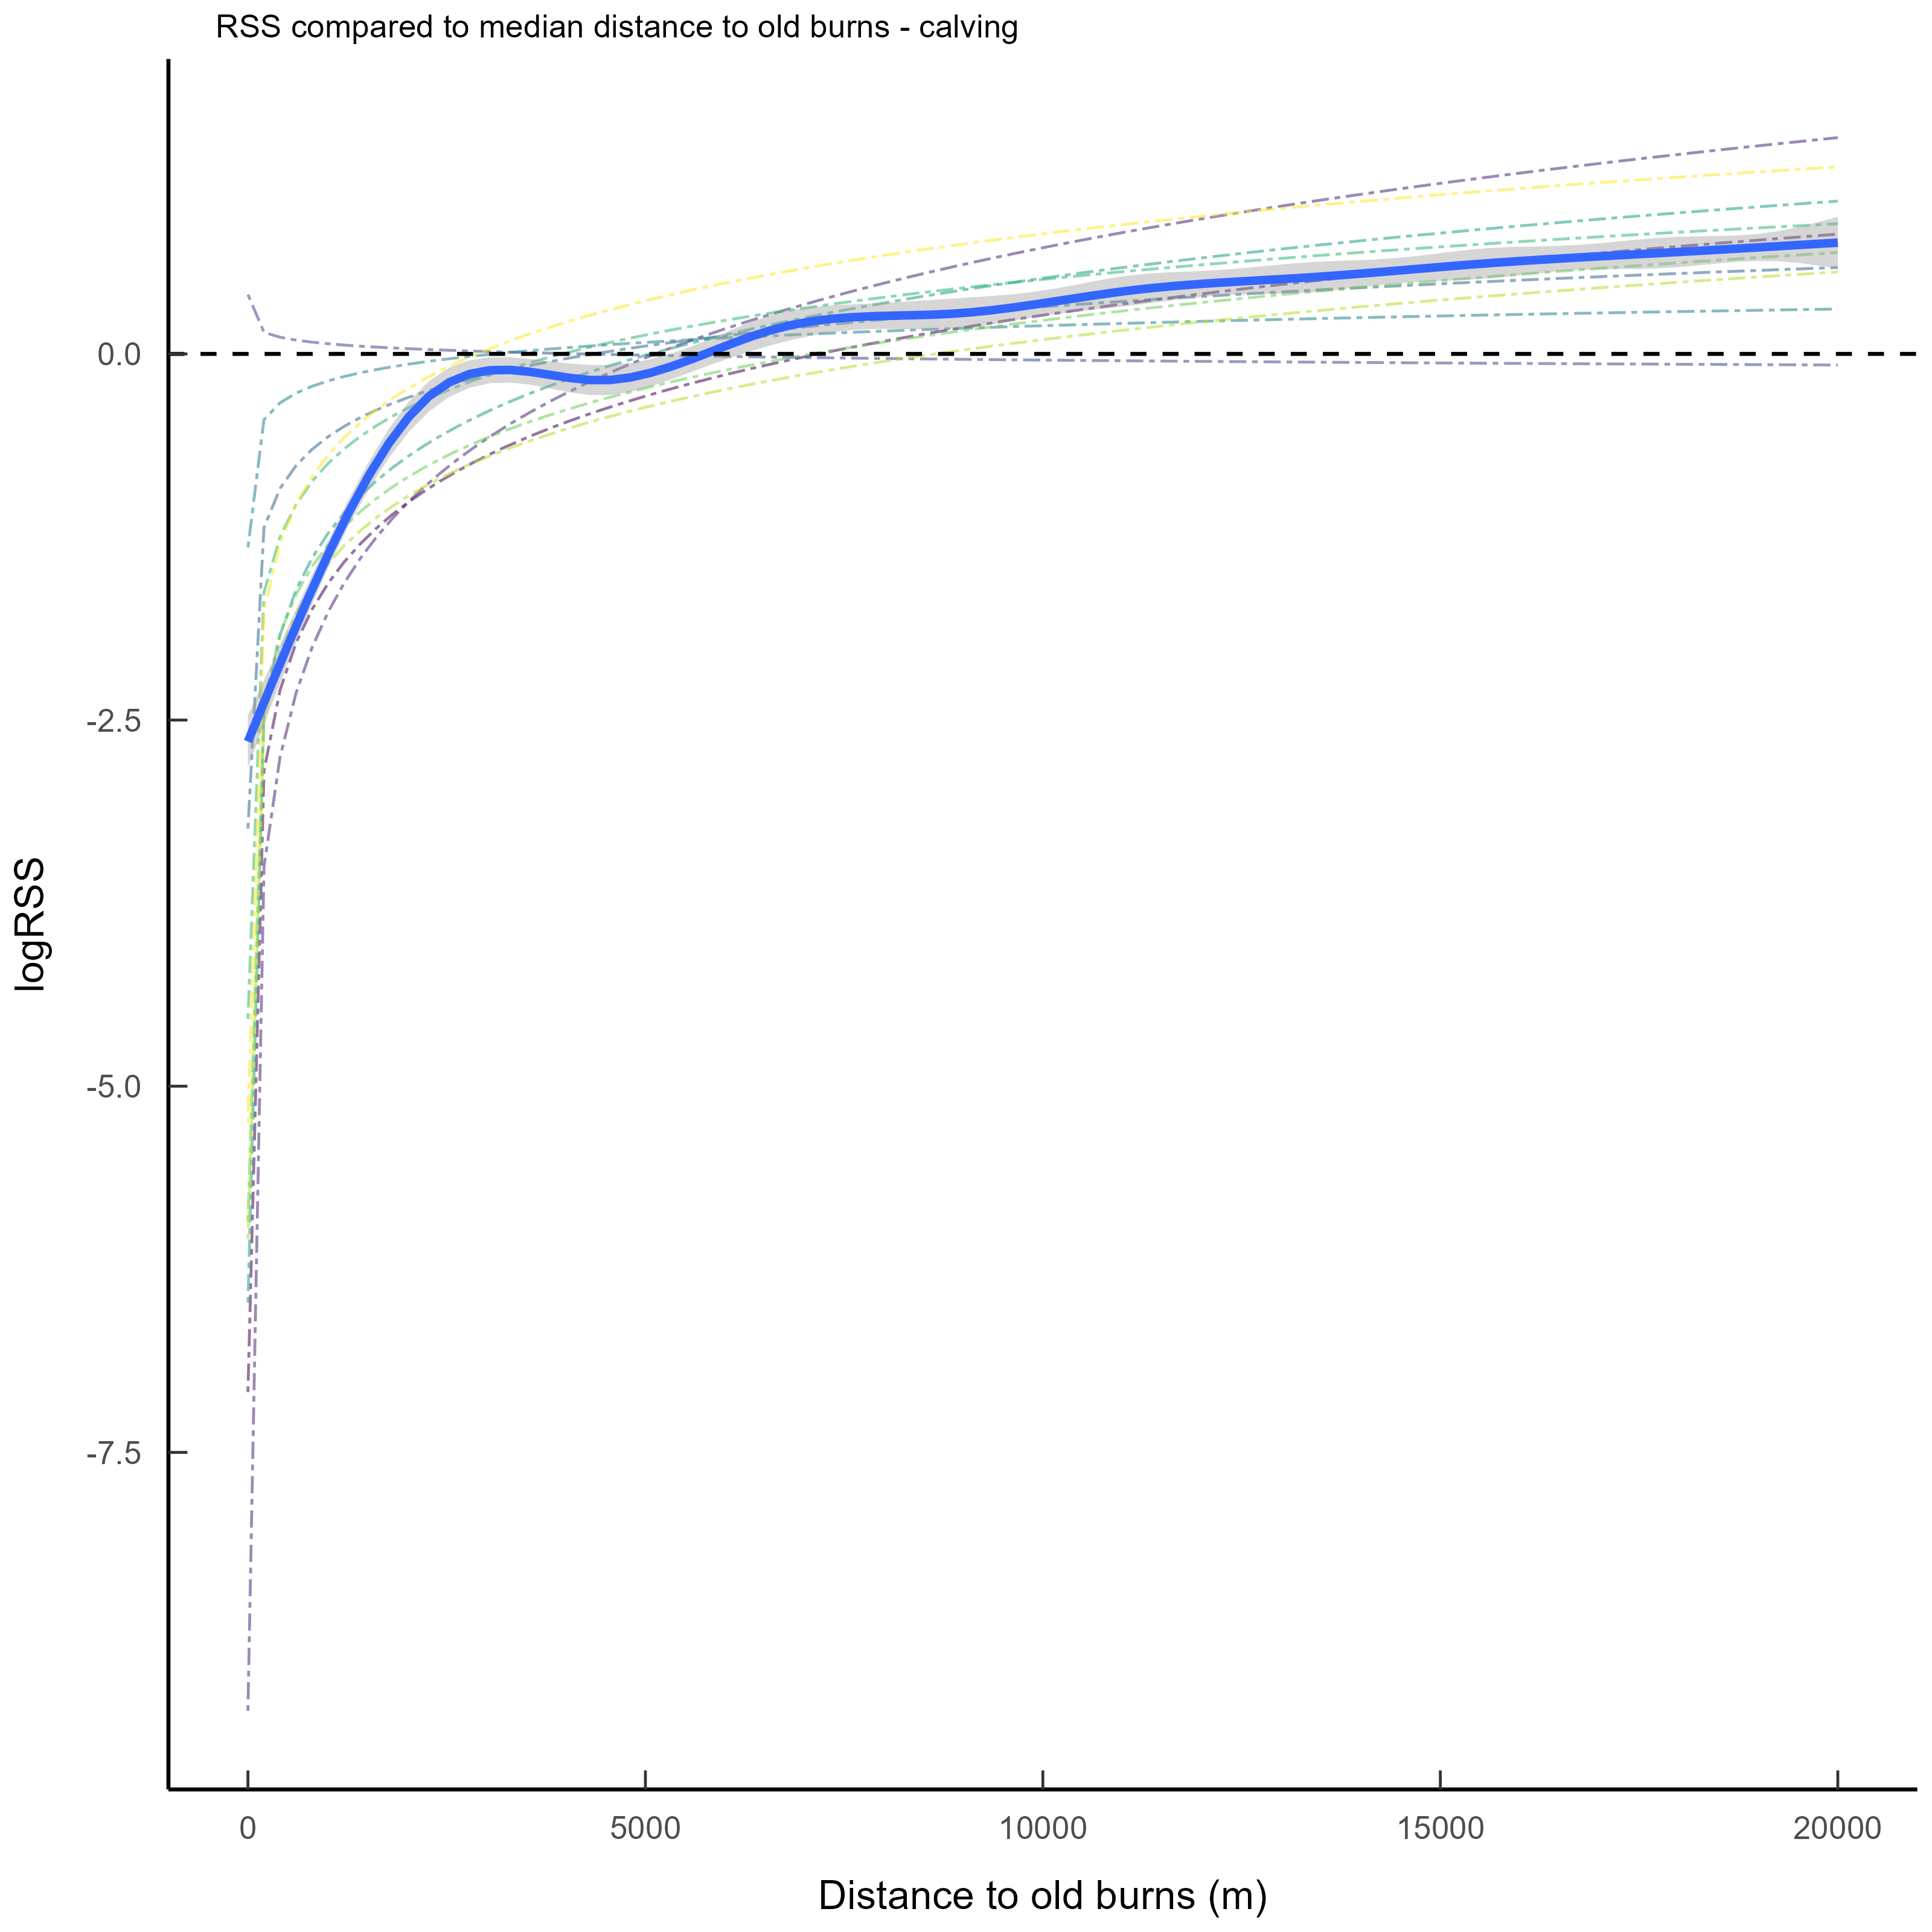 RSS compared to median distance to old burns - calving
0.0
-2.5
-5.0
-7.5
logRSS
0 5000 10000 15000 20000
Distance to old burns (m)